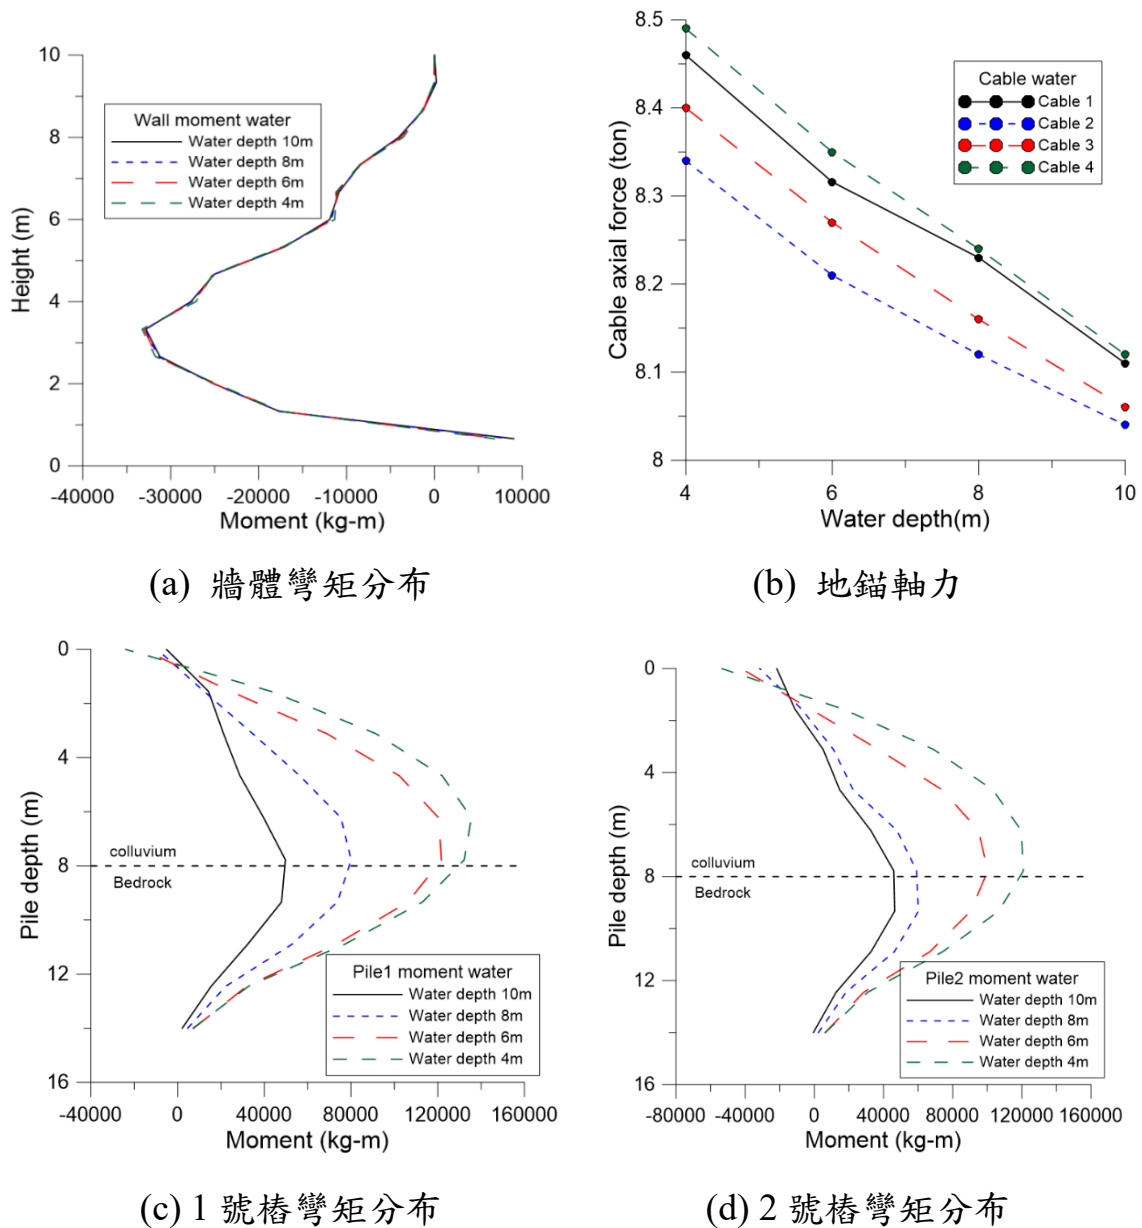 10
8
6
4
2
0
Height (m)
Wall moment water
Water depth 10m
Water depth 8m
Water depth 6m
Water depth 4m
-40000 -30000 -20000 -10000 0 10000
Moment (kg-m)
(a) 牆體彎矩分布
8.5
8.4
8.3
8.2
8.1
8
Cable axial force (ton)
Cable water
Cable 1
Cable 2
Cable 3
Cable 4
4 6 8 10
Water depth(m)
(b) 地錨軸力
0
4
8
12
16
Pile depth (m)
colluvium
Bedrock
Pile1 moment water
Water depth 10m
Water depth 8m
Water depth 6m
Water depth 4m
-40000 0 40000 80000 120000 160000
Moment (kg-m)
(c) 1 號樁彎矩分布
0
4
8
12
16
Pile depth (m)
colluvium
Bedrock
Pile2 moment water
Water depth 10m
Water depth 8m
Water depth 6m
Water depth 4m
-80000 -40000 0 40000 80000 120000 160000
Moment (kg-m)
(d) 2 號樁彎矩分布